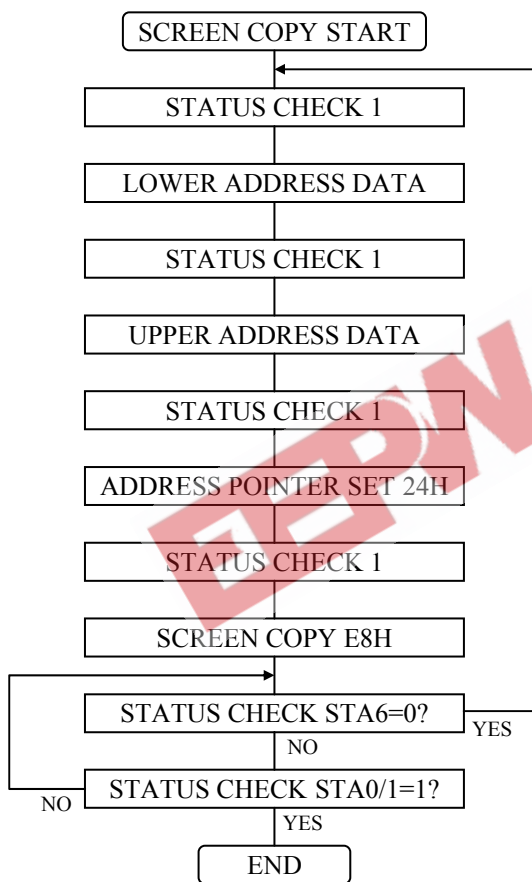 SCREEN COPY START
STATUS CHECK 1
LOWER ADDRESS DATA
STATUS CHECK 1
UPPER ADDRESS DATA
STATUS CHECK 1
ADDRESS POINTER SET 24H
STATUS CHECK 1
SCREEN COPY E8H
STATUS CHECK STA6=0?
YES
NO
STATUS CHECK STA0/1=1?
NO
YES
END
EEPW